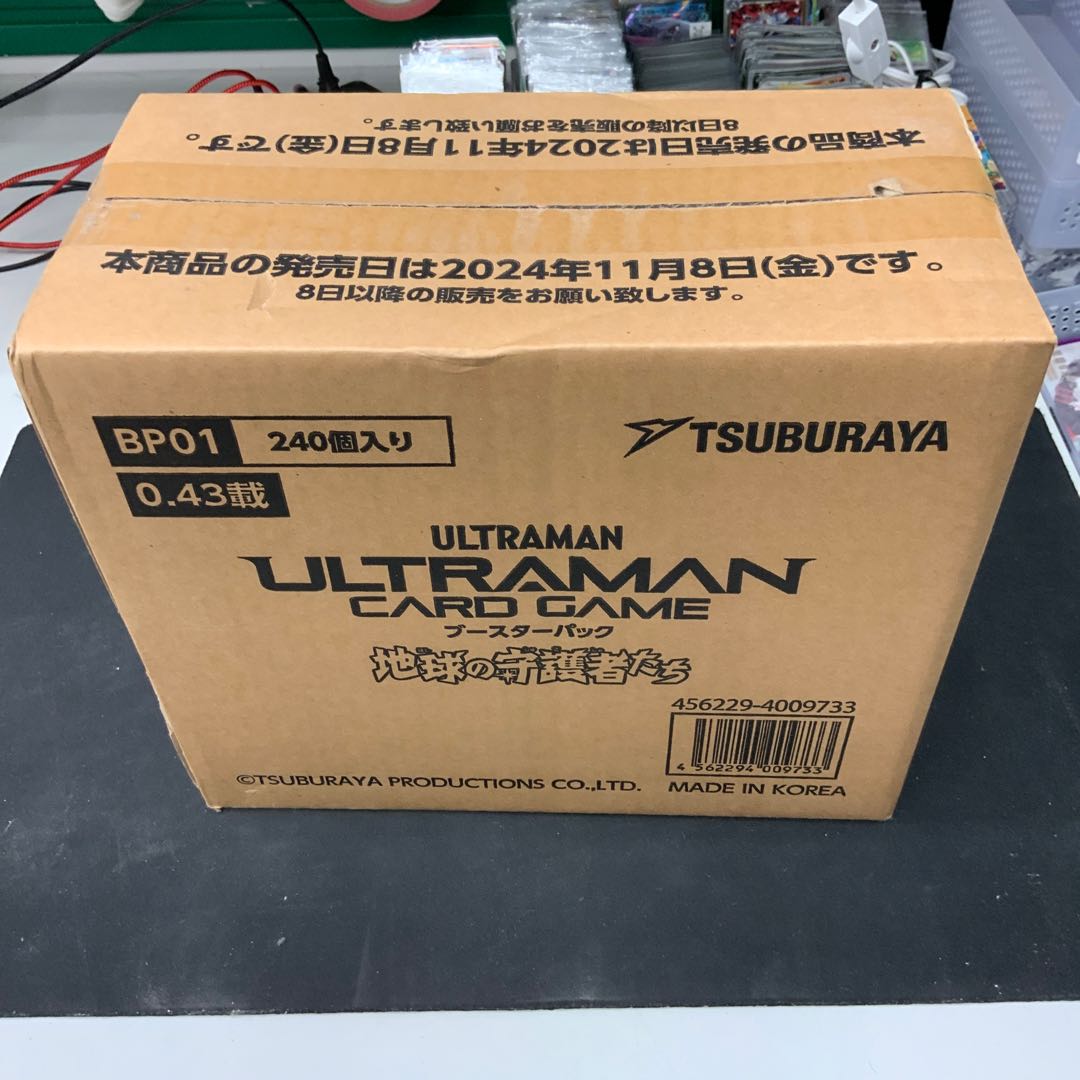 本商品の発売日は2024年11月8日(金)です。
8日以降の販売をお願い致します。
本商品の発売日は2024年11月8日(金)です。
8日以降の販売をお願い致します。
BP01 240個入り
0.43載
TSUBURAYA
ULTRAMAN
ULTRAMAN
CARD GAME
ブースターパック
地球の守護者たち
456229-4009733
4 562294 009733
©TSUBURAYA PRODUCTIONS CO.,LTD.
MADE IN KOREA